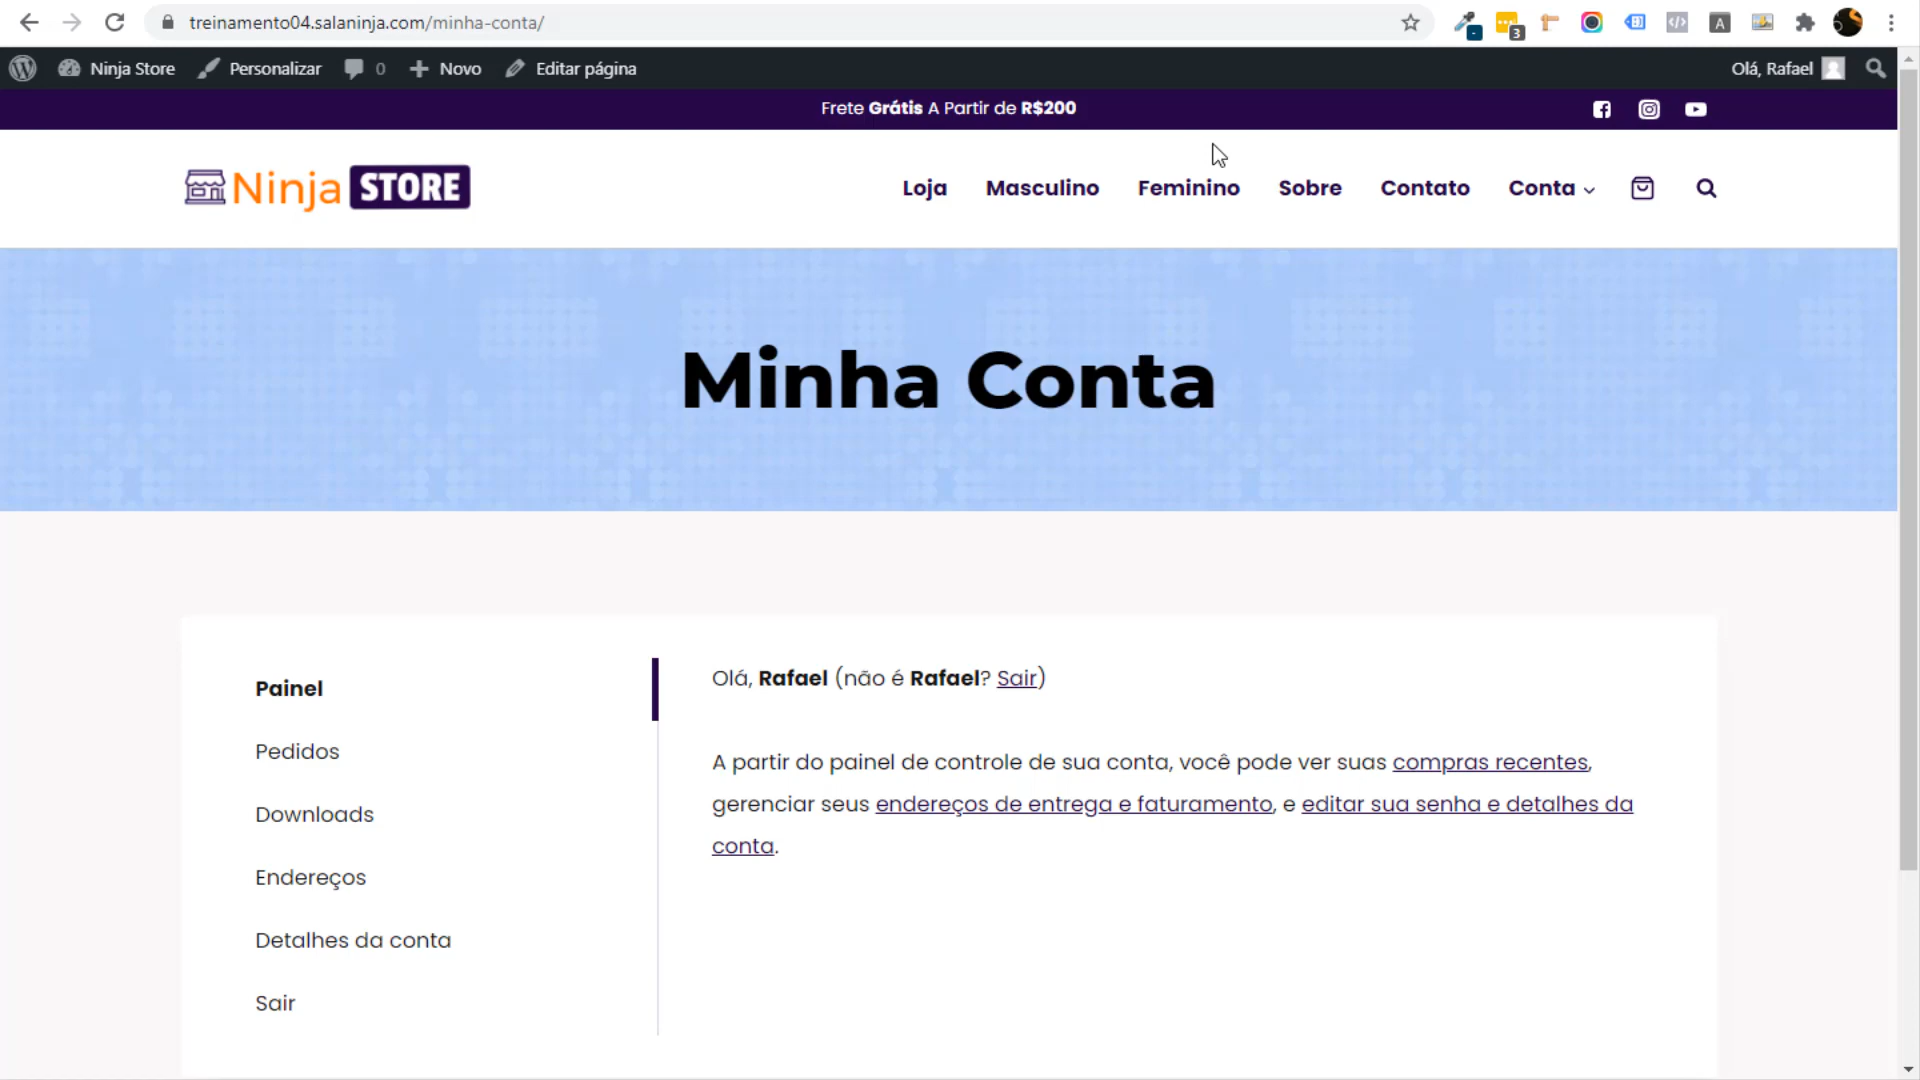 treinamento04.salaninja.com/minha-conta/
3
A
Ninja Store Personalizar 0 Novo Editar página Olá, Rafael
Frete Grátis A Partir de R$200
Ninja STORE
Loja Masculino Feminino Sobre Contato Conta
Minha Conta
Painel
Pedidos
Downloads
Endereços
Detalhes da conta
Sair
Olá, Rafael (não é Rafael? Sair)
A partir do painel de controle de sua conta, você pode ver suas compras recentes,
gerenciar seus endereços de entrega e faturamento, e editar sua senha e detalhes da
conta.